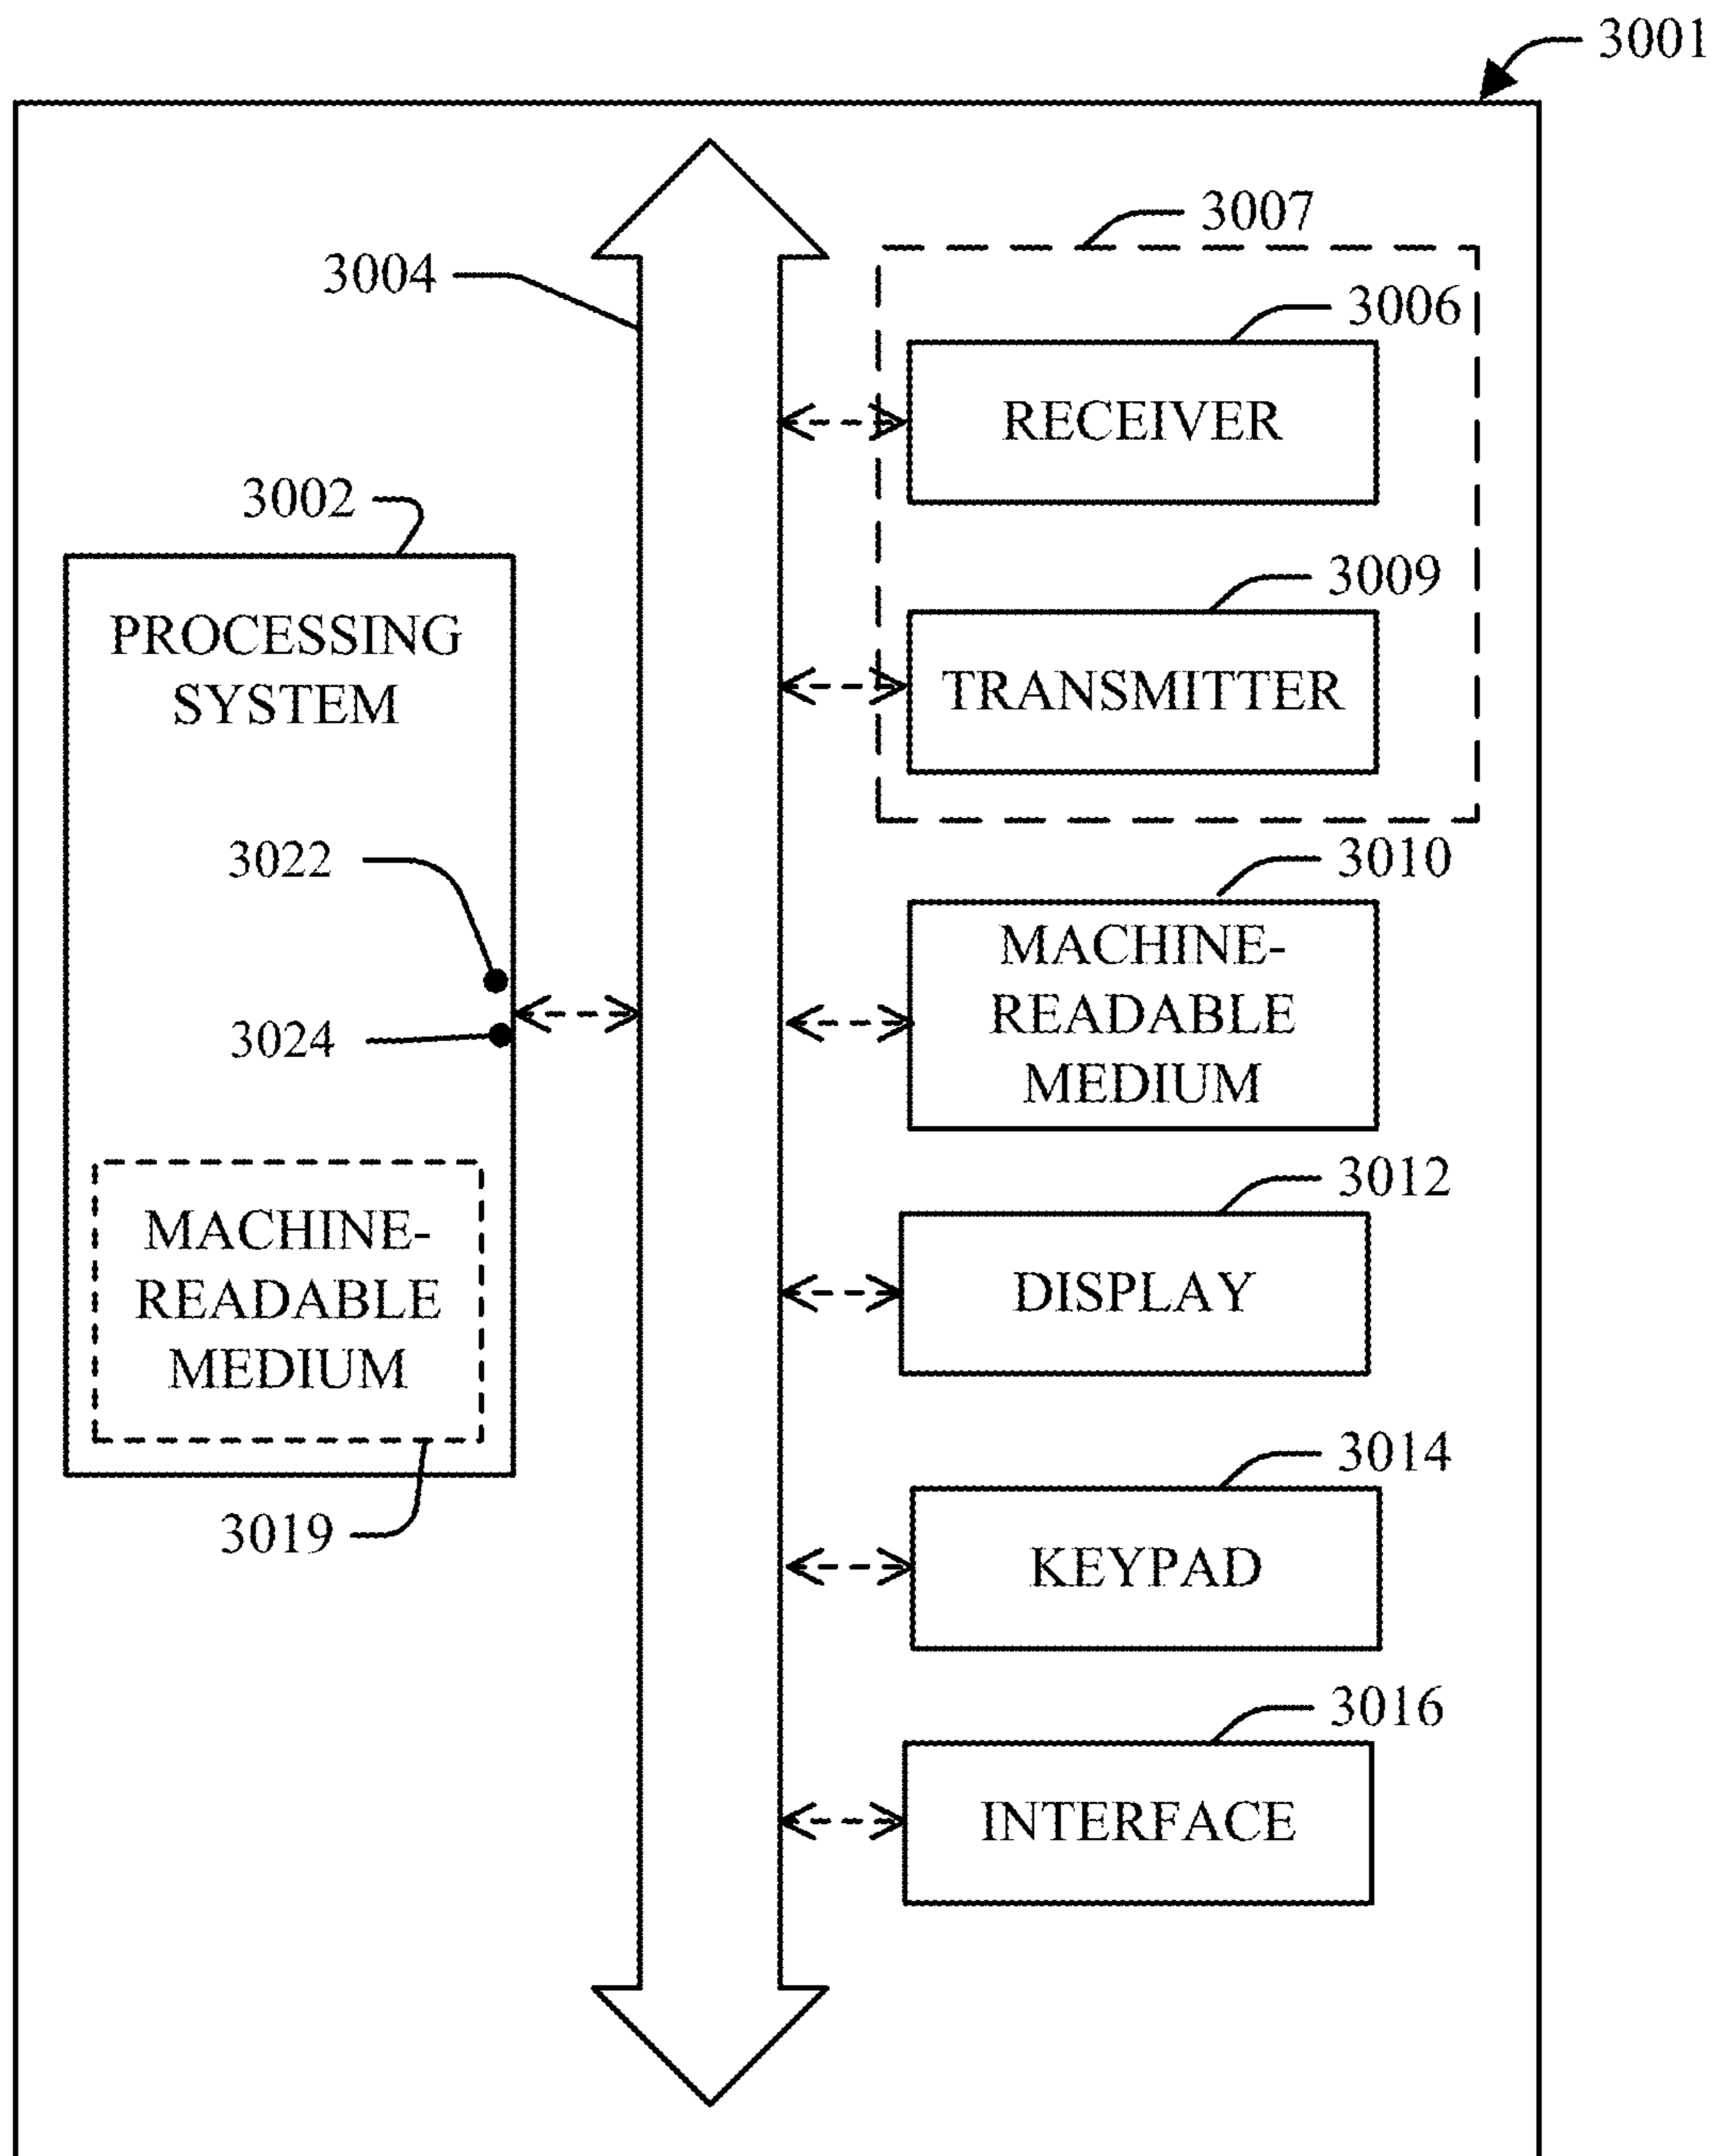 3001
3007
3004
3006
RECEIVER
3002
3009
PROCESSING
SYSTEM
TRANSMITTER
3022
3010
MACHINE-
READABLE
MEDIUM
3024
3012
MACHINE-
READABLE
MEDIUM
DISPLAY
3014
3019
KEYPAD
3016
INTERFACE